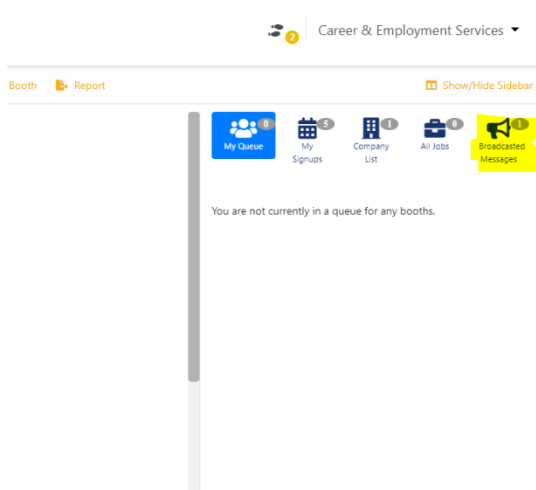 2 Career & Employment Services
Booth Report Show/Hide Sidebar
0 5 1 0 1
My Queue My Signups Company List All Jobs Broadcasted Messages
You are not currently in a queue for any booths.